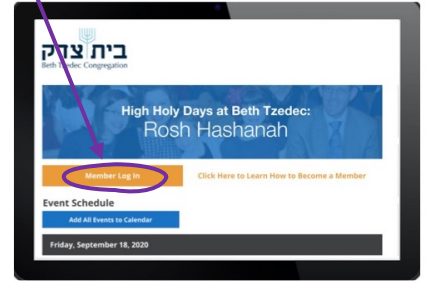 בית צדק
Beth Tzedec Congregation
High Holy Days at Beth Tzedec:
Rosh Hashanah
Member Log In
Click Here to Learn How to Become a Member
Event Schedule
Add All Events to Calendar
Friday, September 18, 2020